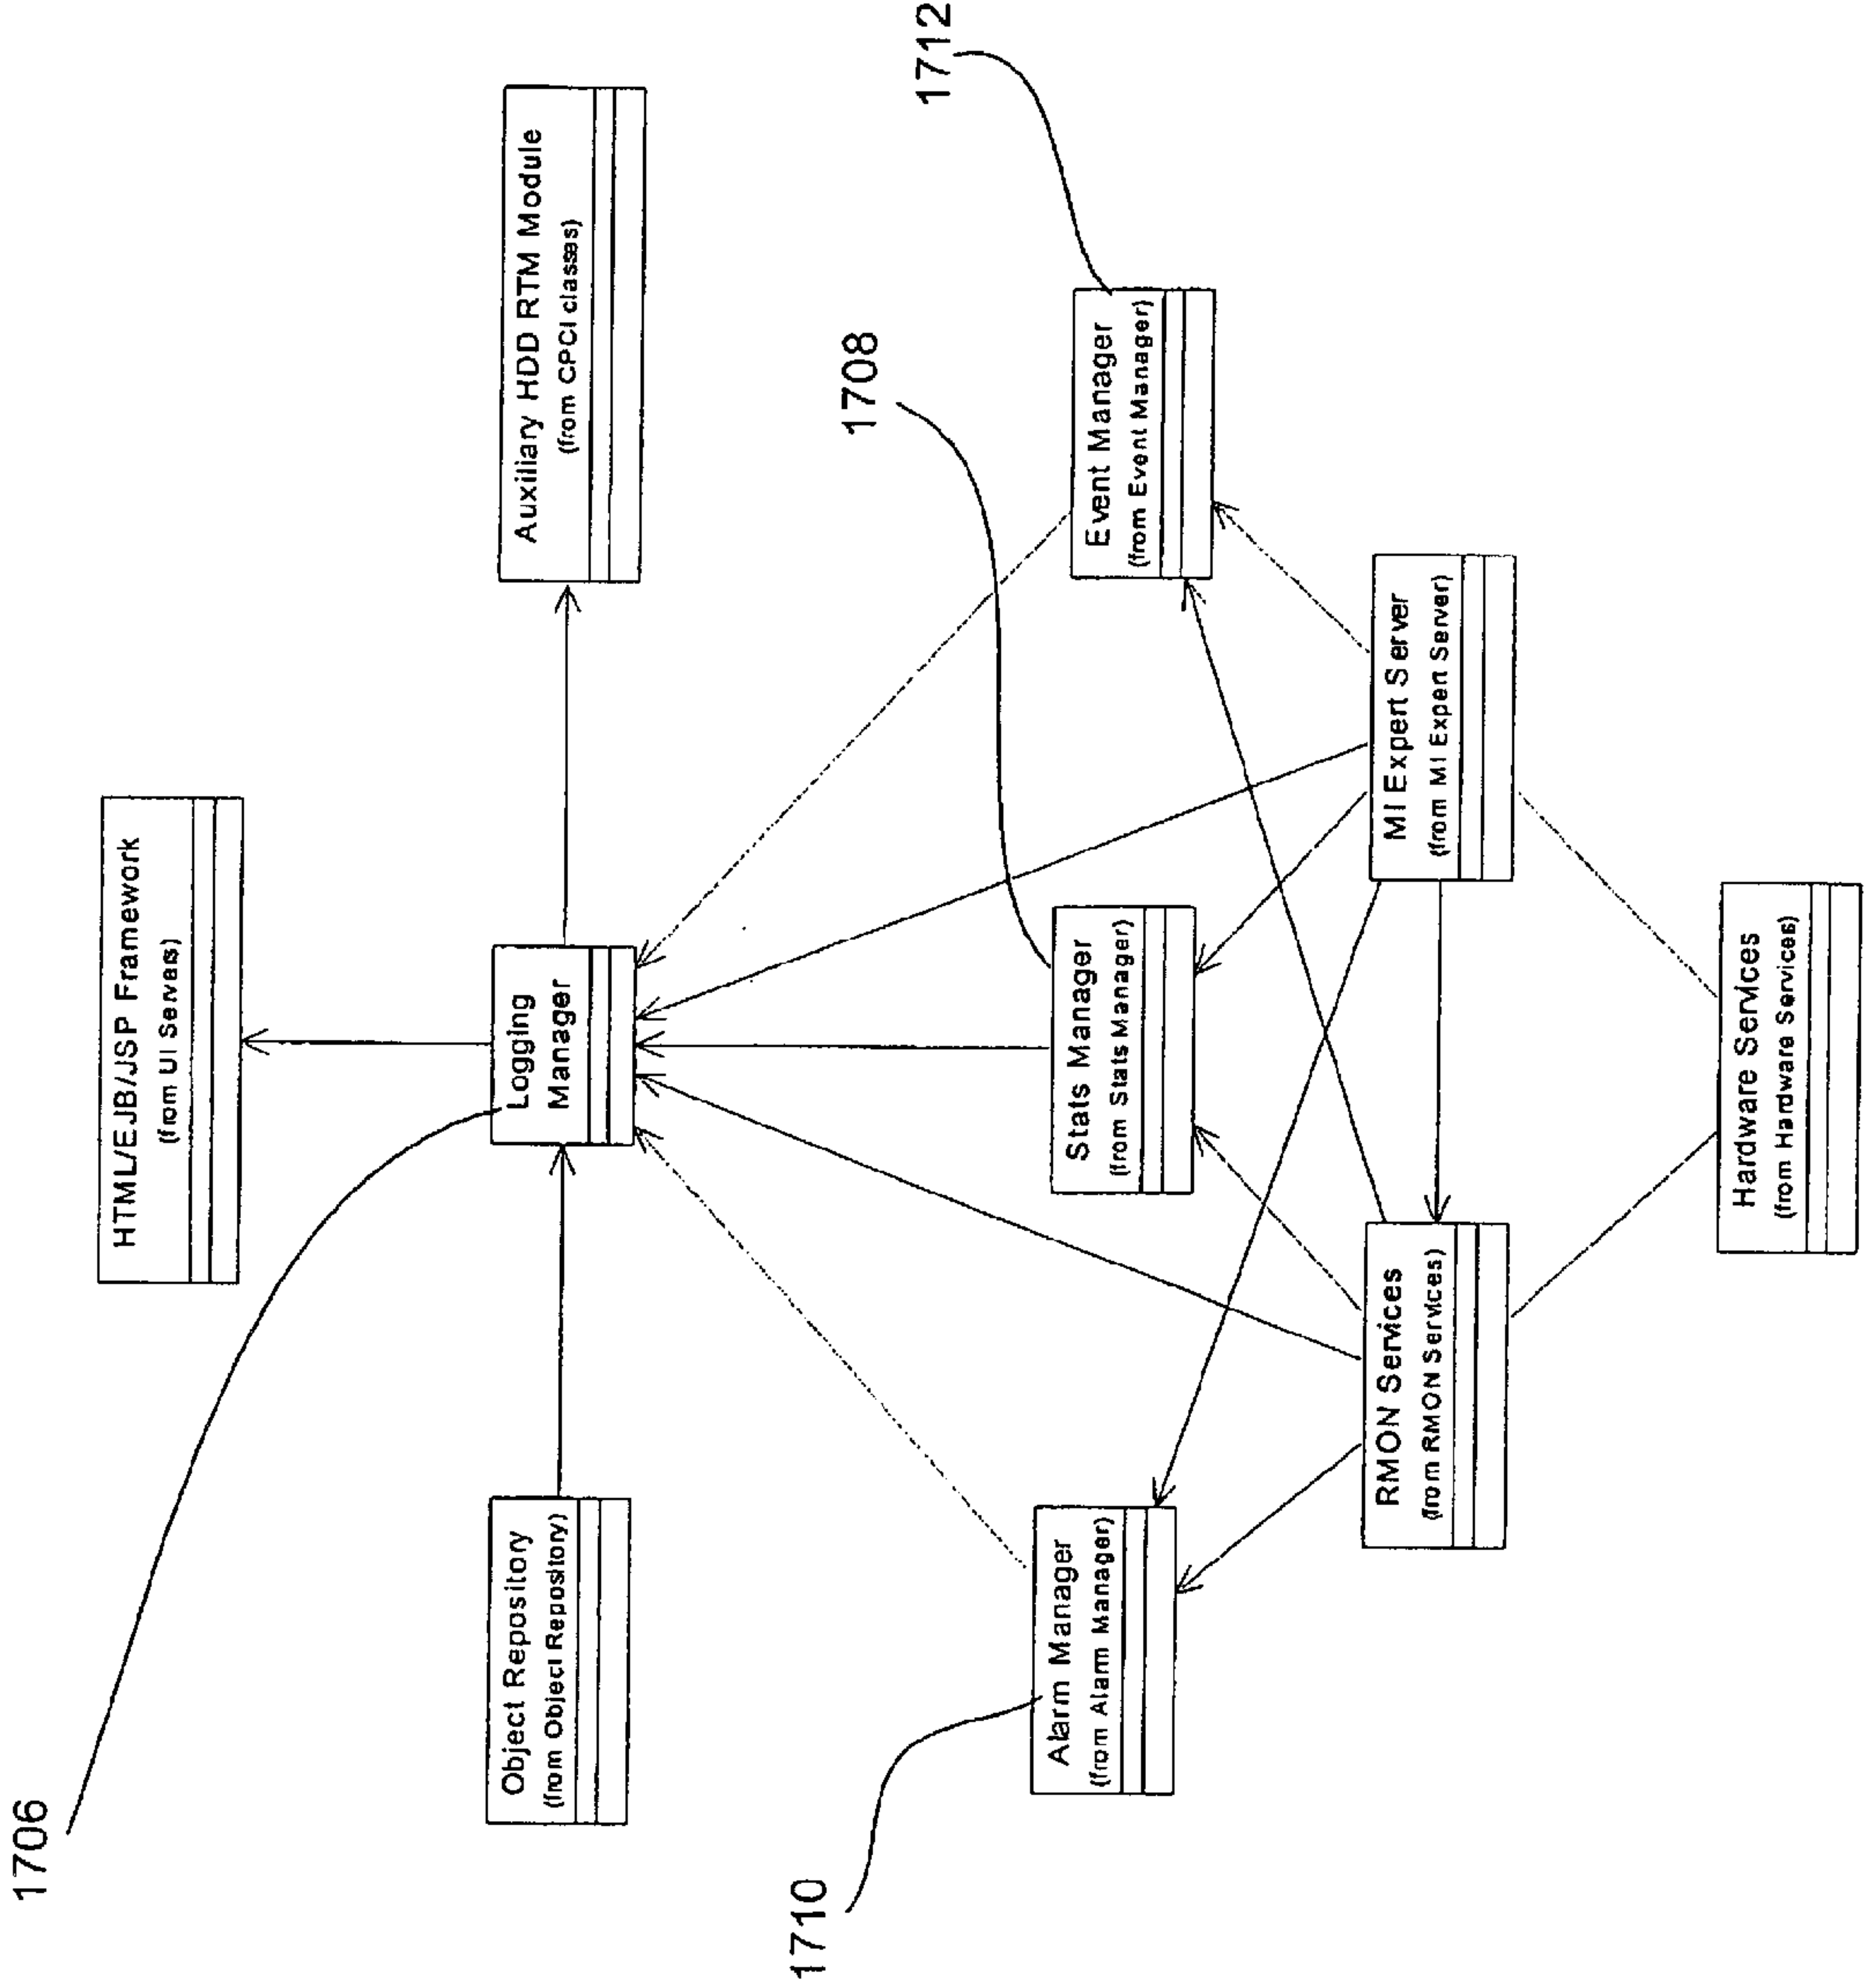 1706
HTML/EJB/JSP Framework
(from UI Servers)
Object Repository
(from Object Repository)
Logging
Manager
Auxiliary HDD RTM Module
(from CPCI classes)
1710
1708
1712
Alarm Manager
(from Alarm Manager)
Stats Manager
(from Stats Manager)
Event Manager
(from Event Manager)
RMON Services
(from RMON Services)
MI Expert Server
(from MI Expert Server)
Hardware Services
(from Hardware Services)